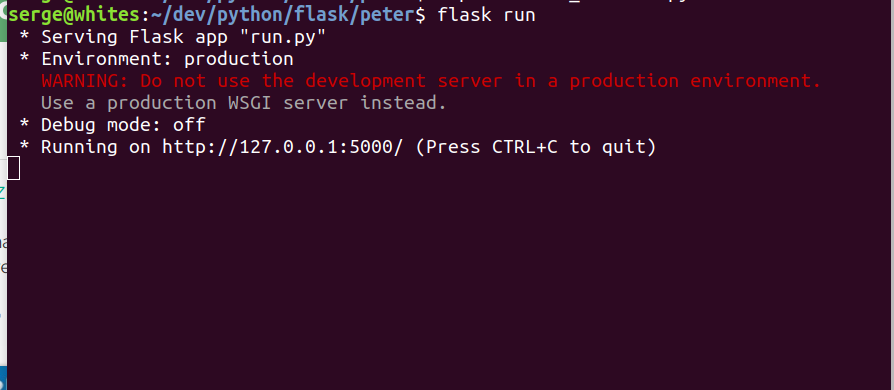 serge@whites:~/dev/python/flask/peter$ flask run
 * Serving Flask app "run.py"
 * Environment: production
   WARNING: Do not use the development server in a production environment.
   Use a production WSGI server instead.
 * Debug mode: off
 * Running on http://127.0.0.1:5000/ (Press CTRL+C to quit)